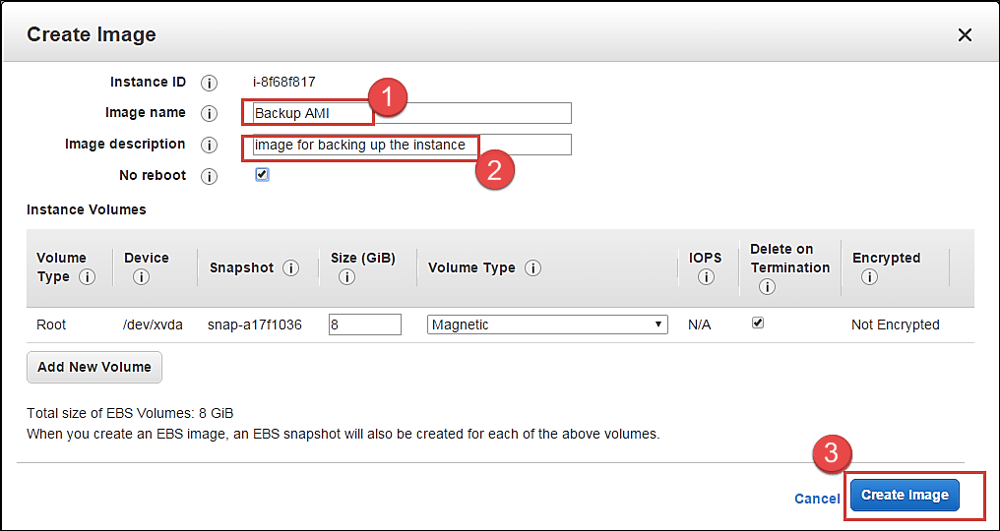 Create Image
Instance ID i i-8f68f817
Image name i Backup AMI 1
Image description i image for backing up the instance 2
No reboot i
Instance Volumes
Volume Type i Device i Snapshot i Size (GiB) i Volume Type i IOPS i Delete on Termination i Encrypted i
Root /dev/xvda snap-a17f1036 8 Magnetic N/A Not Encrypted
Add New Volume
Total size of EBS Volumes: 8 GiB
When you create an EBS image, an EBS snapshot will also be created for each of the above volumes.
3
Cancel Create Image